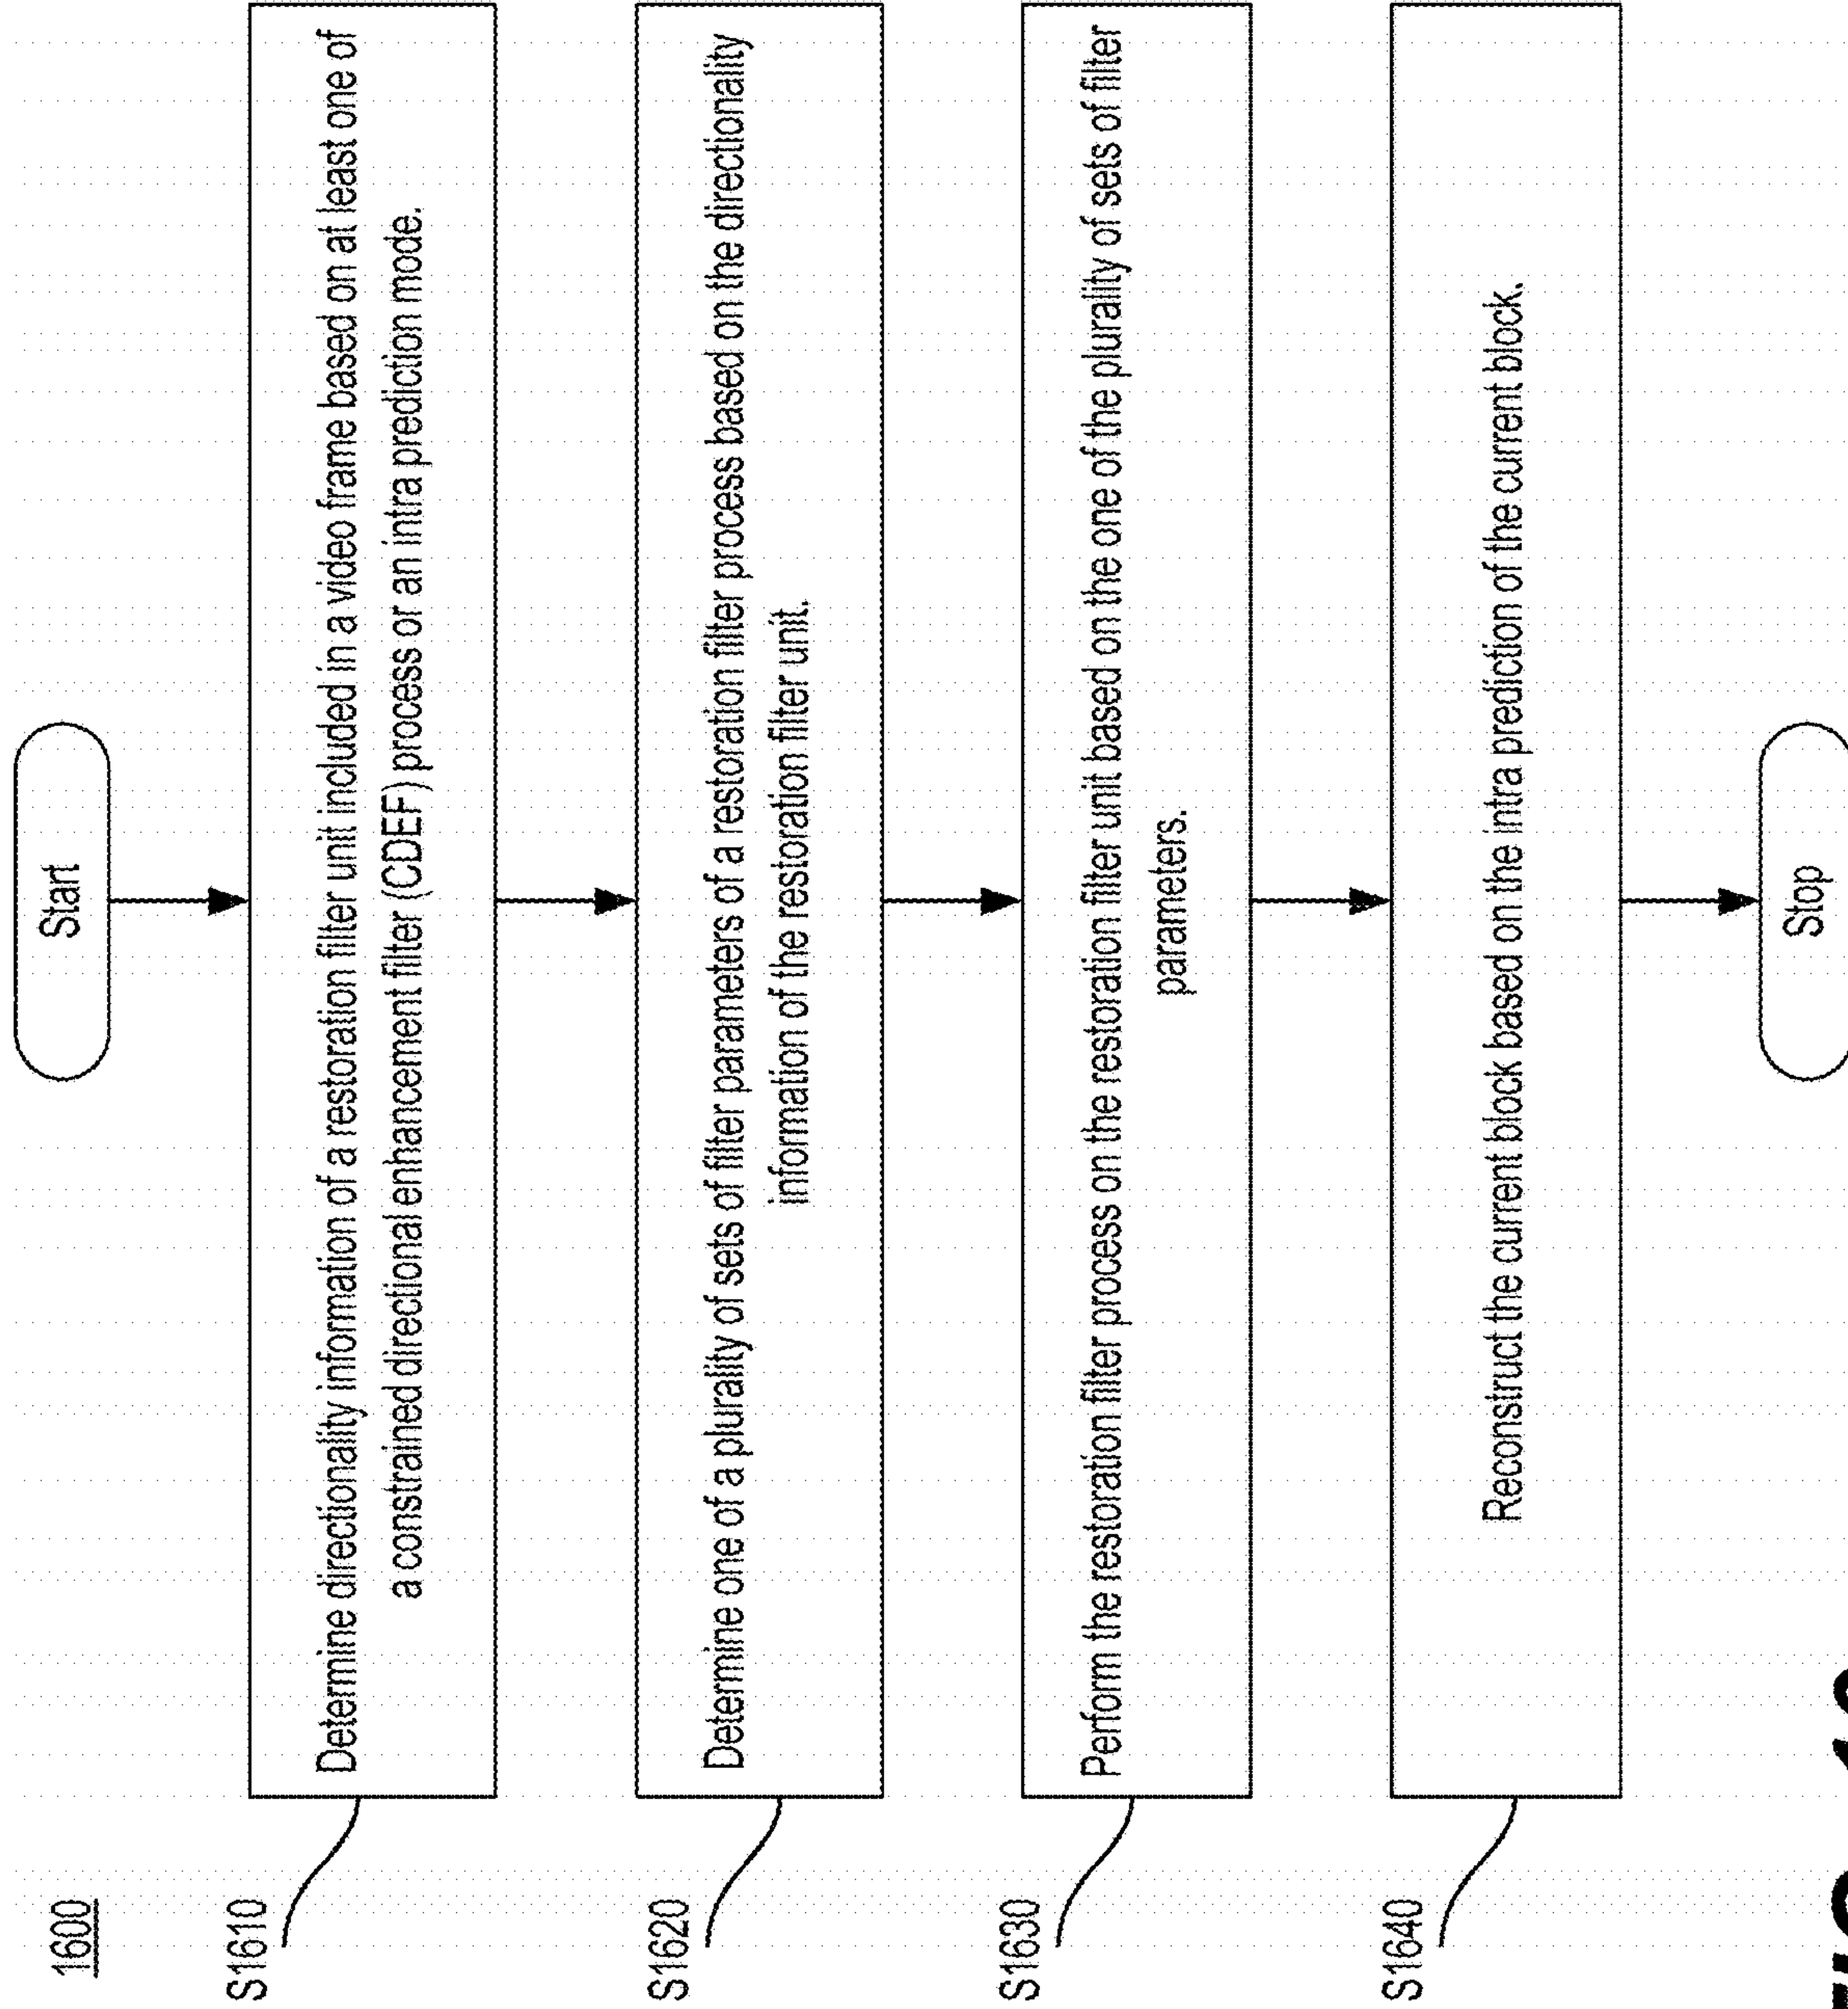 1600
Start
S1610
Determine directionality information of a restoration filter unit included in a video frame based on at least one of
a constrained directional enhancement filter (CDEF) process or an intra prediction mode.
S1620
Determine one of a plurality of sets of filter parameters of a restoration filter process based on the directionality
information of the restoration filter unit.
S1630
Perform the restoration filter process on the restoration filter unit based on the one of the plurality of sets of filter
parameters.
S1640
Reconstruct the current block based on the intra prediction of the current block.
Stop